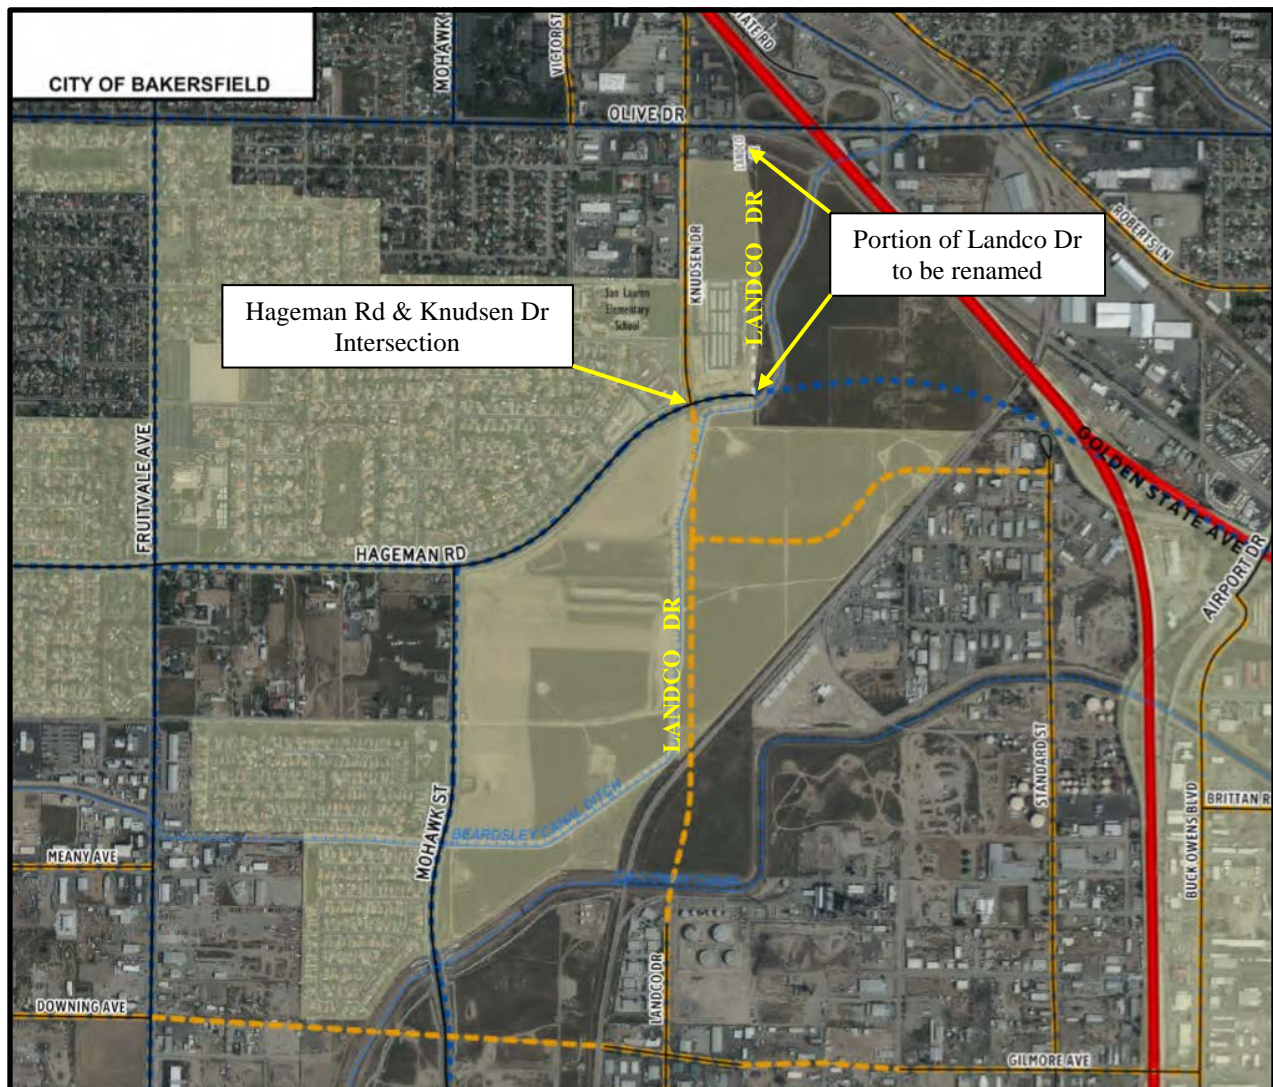 CITY OF BAKERSFIELD
MOHAWK
VICTOR ST
STATE RD
OLIVE DR
LANDCO
ROBERTS LN
KNUDSEN DR
LANDCO DR
Portion of Landco Dr
to be renamed
San Lauren
Elementary
School
School
Hageman Rd & Knudsen Dr
Intersection
FRUITVALE AVE
HAGEMAN RD
GOLDEN STATE AVE
AIRPORT DR
LANDCO DR
STANDARD ST
BUCK OWENS BLVD
BRITTAN R
MOHAWK ST
BEARDSLEY CANAL DITCH
MEANY AVE
DOWNING AVE
LANDCO DR
GILMORE AVE